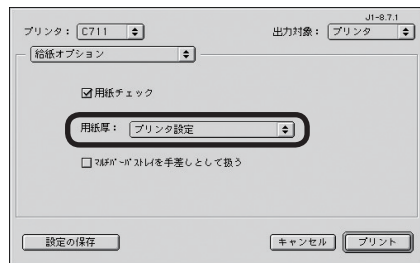 J1-8.7.1
プリンタ： C711 出力対象： プリンタ
給紙オプション
用紙チェック
用紙厚： プリンタ設定
ﾏﾙﾁﾊﾟｰﾊﾟｽﾄﾚｲを手差しとして扱う
設定の保存 キャンセル プリント